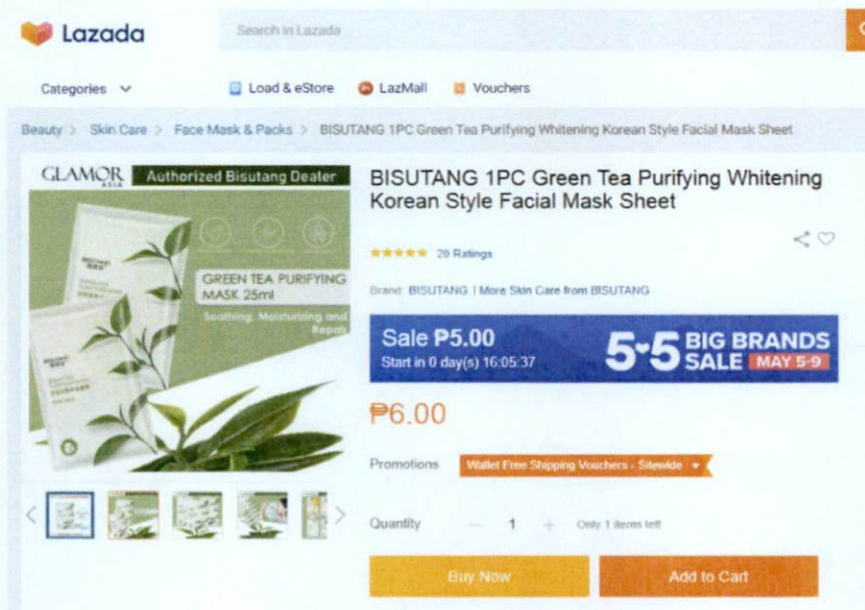 Lazada
Search in Lazada
Categories
Load & eStore
LazMall
Vouchers
Beauty > Skin Care > Face Mask & Packs > BISUTANG 1PC Green Tea Purifying Whitening Korean Style Facial Mask Sheet
GLAMOR
ASIA
Authorized Bisutang Dealer
GREEN TEA PURIFYING
MASK 25ml
Soothing, Moisturizing and
Repair
BISUTANG 1PC Green Tea Purifying Whitening
Korean Style Facial Mask Sheet
20 Ratings
Brand: BISUTANG | More Skin Care from BISUTANG
Sale ₱5.00
Start in 0 day(s) 16:05:37
5♥5 BIG BRANDS
SALE MAY 5-9
₱6.00
Promotions
Wallet Free Shipping Vouchers - Sitewide
Quantity
1
Only 1 items left
Buy Now
Add to Cart